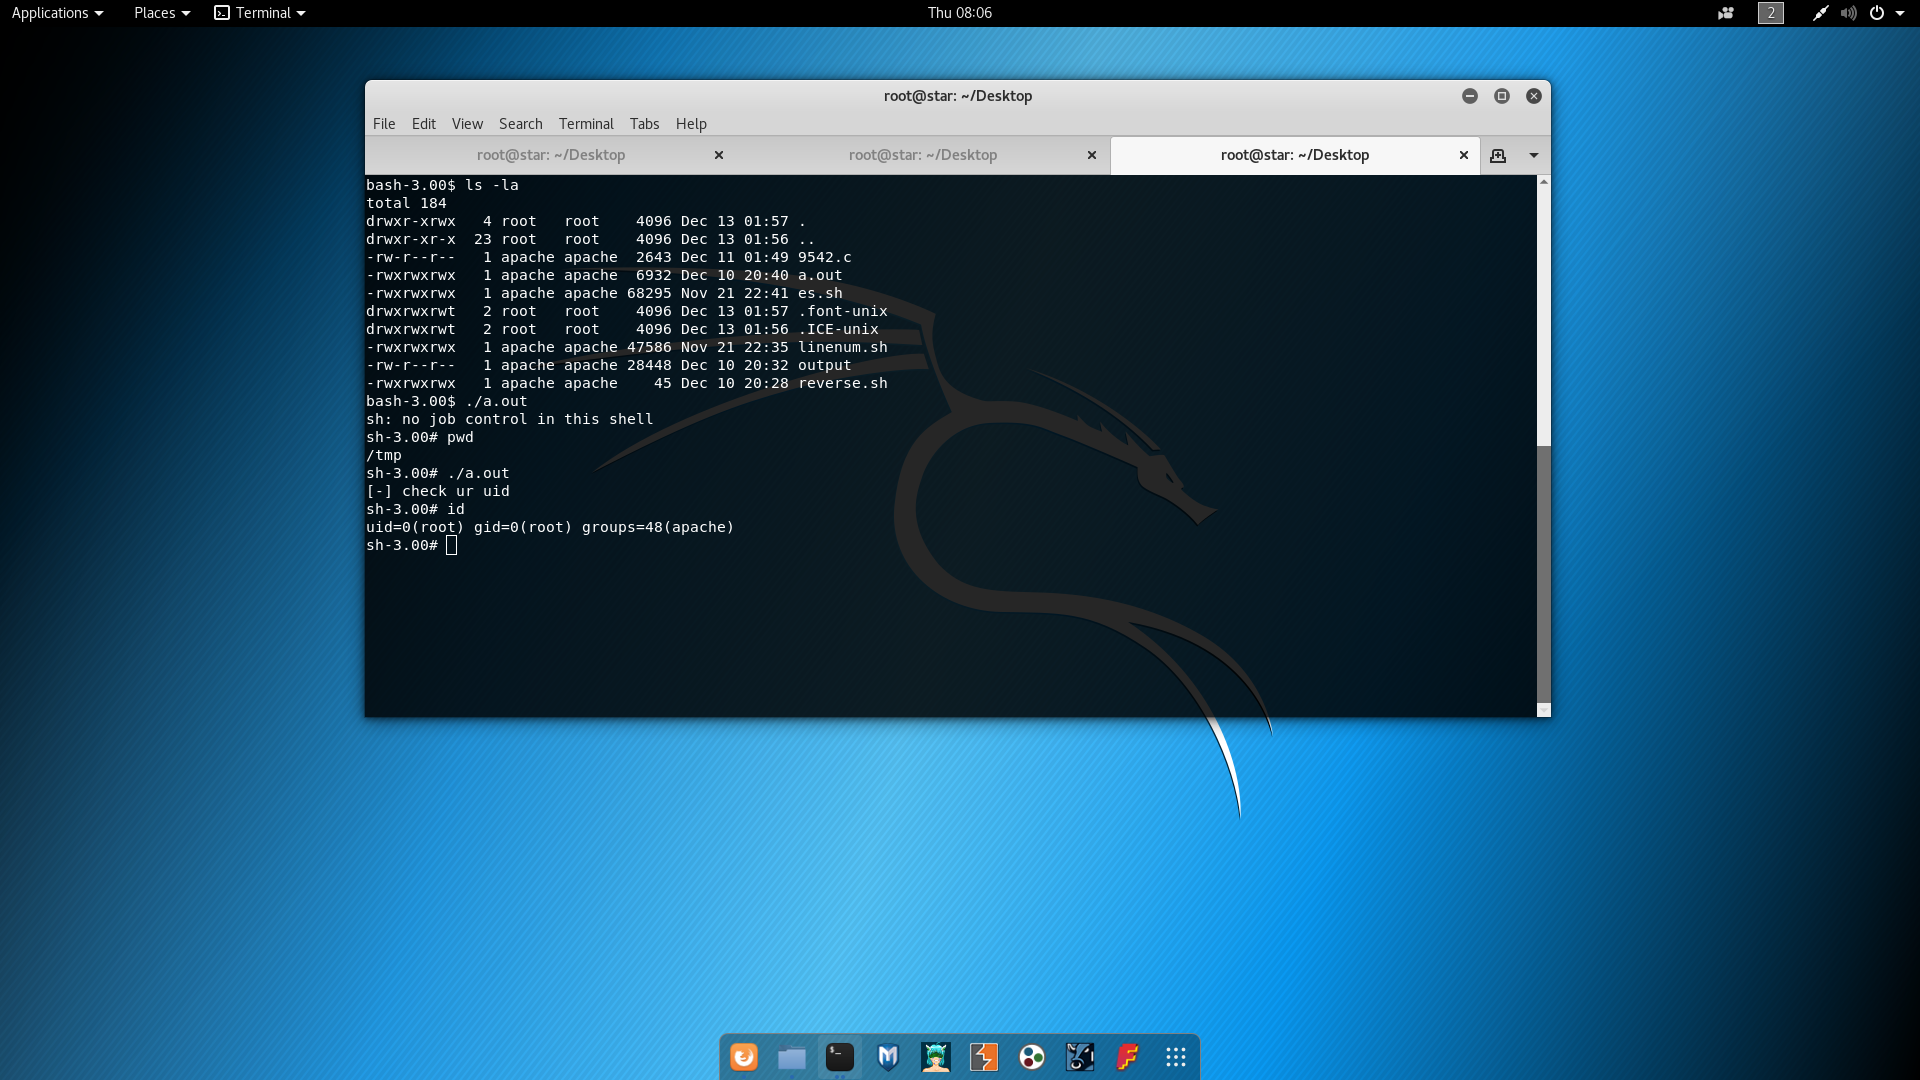 Applications Places Terminal Thu 08:06 2
root@star: ~/Desktop
File Edit View Search Terminal Tabs Help
root@star: ~/Desktop root@star: ~/Desktop root@star: ~/Desktop
bash-3.00$ ls -la
total 184
drwxr-xrwx   4 root   root    4096 Dec 13 01:57 .
drwxr-xr-x  23 root   root    4096 Dec 13 01:56 ..
-rw-r--r--   1 apache apache  2643 Dec 11 01:49 9542.c
-rwxrwxrwx   1 apache apache  6932 Dec 10 20:40 a.out
-rwxrwxrwx   1 apache apache 68295 Nov 21 22:41 es.sh
drwxrwxrwt   2 root   root    4096 Dec 13 01:57 .font-unix
drwxrwxrwt   2 root   root    4096 Dec 13 01:56 .ICE-unix
-rwxrwxrwx   1 apache apache 47586 Nov 21 22:35 linenum.sh
-rw-r--r--   1 apache apache 28448 Dec 10 20:32 output
-rwxrwxrwx   1 apache apache    45 Dec 10 20:28 reverse.sh
bash-3.00$ ./a.out
sh: no job control in this shell
sh-3.00# pwd
/tmp
sh-3.00# ./a.out
[-] check ur uid
sh-3.00# id
uid=0(root) gid=0(root) groups=48(apache)
sh-3.00#